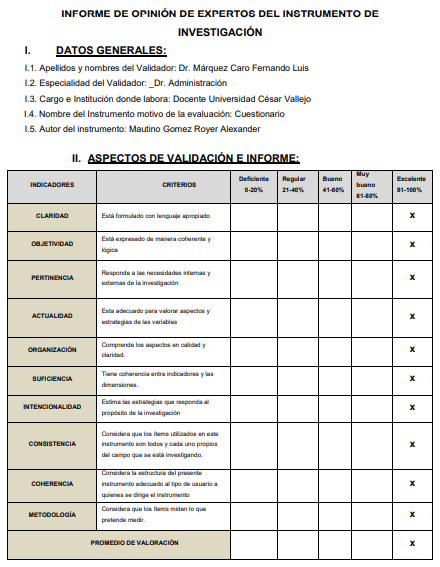 INFORME DE OPINIÓN DE EXPERTOS DEL INSTRUMENTO DE
INVESTIGACIÓN
I. DATOS GENERALES:
I.1. Apellidos y nombres del Validador: Dr. Márquez Caro Fernando Luis
I.2. Especialidad del Validador: _Dr. Administración
I.3. Cargo e Institución donde labora: Docente Universidad César Vallejo
I.4. Nombre del Instrumento motivo de la evaluación: Cuestionario
I.5. Autor del instrumento: Mautino Gomez Royer Alexander
II. ASPECTOS DE VALIDACIÓN E INFORME:
INDICADORES CRITERIOS Deficiente 0-20% Regular 21-40% Bueno 41-60% Muy bueno 61-80% Excelente 81-100%
CLARIDAD Está formulado con lenguaje apropiado x
OBJETIVIDAD Está expresado de manera coherente y
lógica x
PERTINENCIA Responde a las necesidades internas y
externas de la investigación x
ACTUALIDAD Esta adecuado para valorar aspectos y
estrategias de las variables x
ORGANIZACIÓN Comprende los aspectos en calidad y
claridad. x
SUFICIENCIA Tiene coherencia entre indicadores y las
dimensiones. x
INTENCIONALIDAD Estima las estrategias que responda al
propósito de la investigación x
CONSISTENCIA Considera que los ítems utilizados en este
instrumento son todos y cada uno propios
del campo que se está investigando. x
COHERENCIA Considera la estructura del presente
instrumento adecuado al tipo de usuario a
quienes se dirige el instrumento x
METODOLOGÍA Considera que los ítems miden lo que
pretende medir. x
PROMEDIO DE VALORACIÓN x